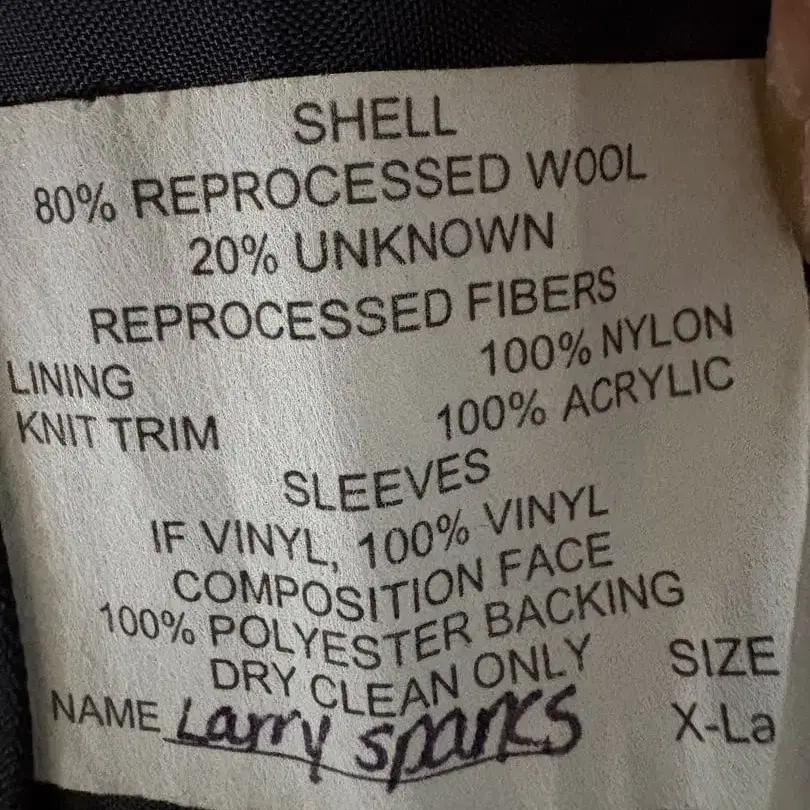 SHELL
80% REPROCESSED WOOL
20% UNKNOWN
REPROCESSED FIBERS
LINING 100% NYLON
KNIT TRIM 100% ACRYLIC
SLEEVES
IF VINYL, 100% VINYL
COMPOSITION FACE
100% POLYESTER BACKING
DRY CLEAN ONLY SIZE
NAME Larry X-La